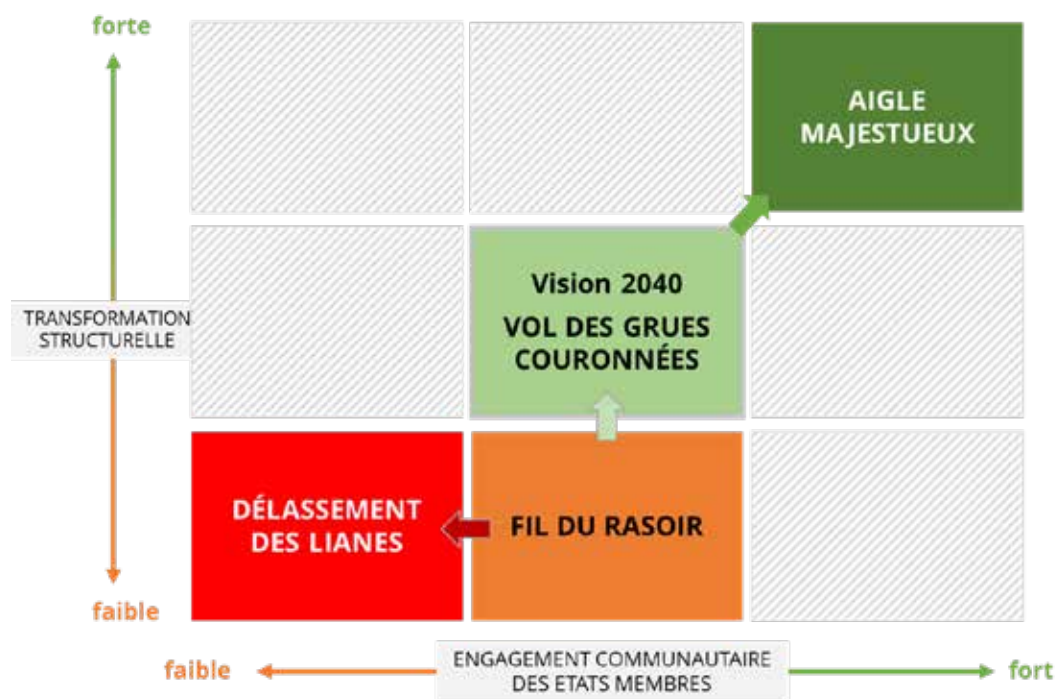 forte
AIGLE
MAJESTUEUX
Vision 2040
VOL DES GRUES
COURONNÉES
TRANSFORMATION
STRUCTURELLE
DÉLASSEMENT
DES LIANES
FIL DU RASOIR
faible
faible
ENGAGEMENT COMMUNAUTAIRE
DES ETATS MEMBRES
fort